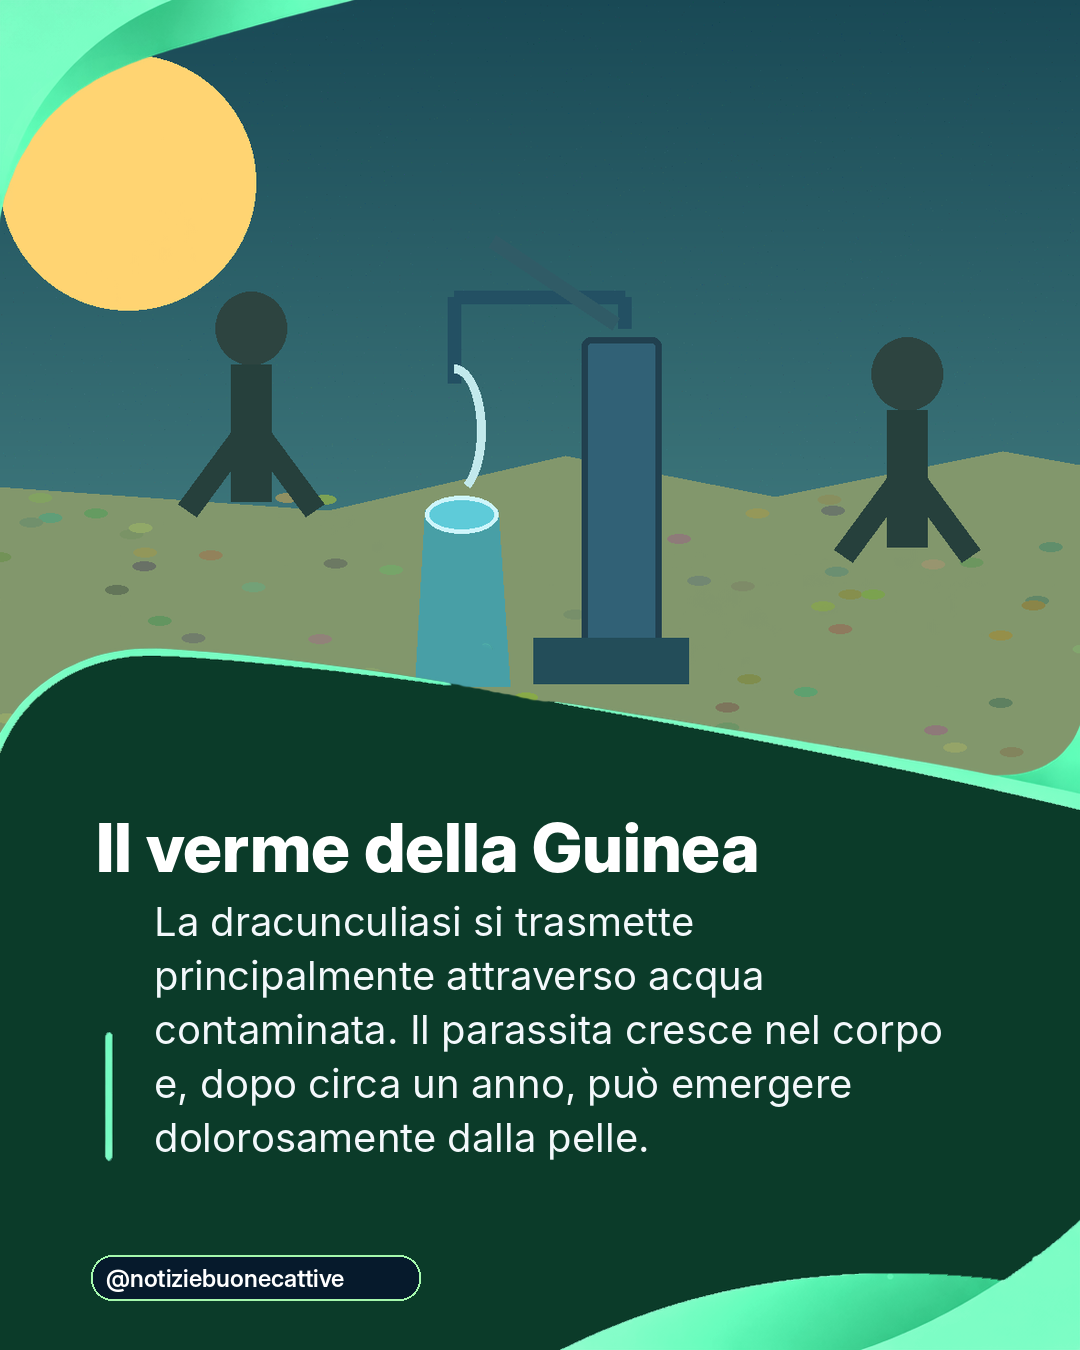 Il verme della Guinea
La dracunculiasi si trasmette
principalmente attraverso acqua
contaminata. Il parassita cresce nel corpo
e, dopo circa un anno, può emergere
dolorosamente dalla pelle.
@notiziebuonecattive